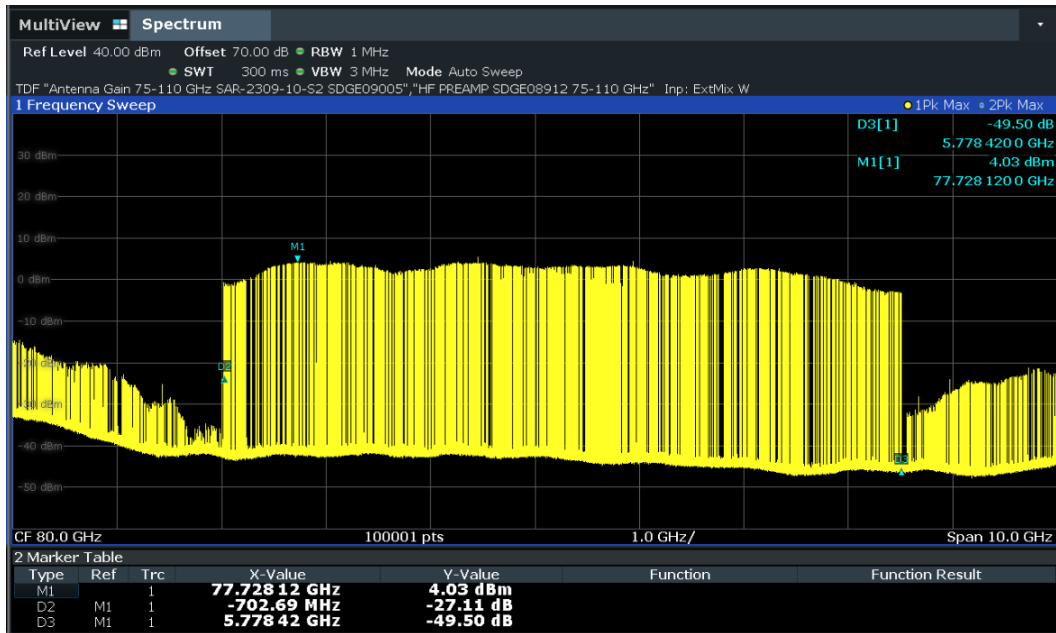 MultiView Spectrum
Ref Level 40.00 dBm Offset 70.00 dB RBW 1 MHz
SWT 300 ms VBW 3 MHz Mode Auto Sweep
TDF "Antenna Gain 75-110 GHz SAR-2309-10-S2 SDGE09005","HF PREAMP SDGE08912 75-110 GHz" Inp: ExtMix W
1 Frequency Sweep 1Pk Max 2Pk Max
D3[1] -49.50 dB
5.778 420 0 GHz
M1[1] 4.03 dBm
77.728 120 0 GHz
30 dBm
20 dBm
10 dBm
M1
0 dBm
-10 dBm
-20 dBm
D2
-30 dBm
-40 dBm
D3
-50 dBm
CF 80.0 GHz 100001 pts 1.0 GHz/ Span 10.0 GHz
2 Marker Table
Type Ref Trc X-Value Y-Value Function Function Result
M1 1 77.728 12 GHz 4.03 dBm
D2 M1 1 -702.69 MHz -27.11 dB
D3 M1 1 5.778 42 GHz -49.50 dB